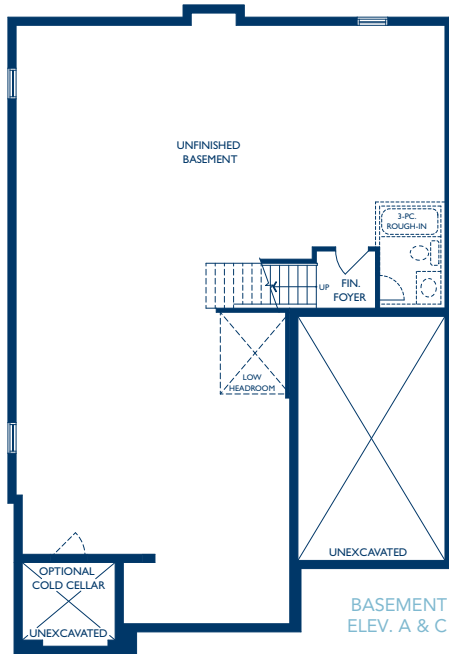 UNFINISHED
BASEMENT
3-PC.
ROUGH-IN
UP
FIN.
FOYER
LOW
HEADROOM
UNEXCAVATED
OPTIONAL
COLD CELLAR
UNEXCAVATED
BASEMENT
ELEV. A & C